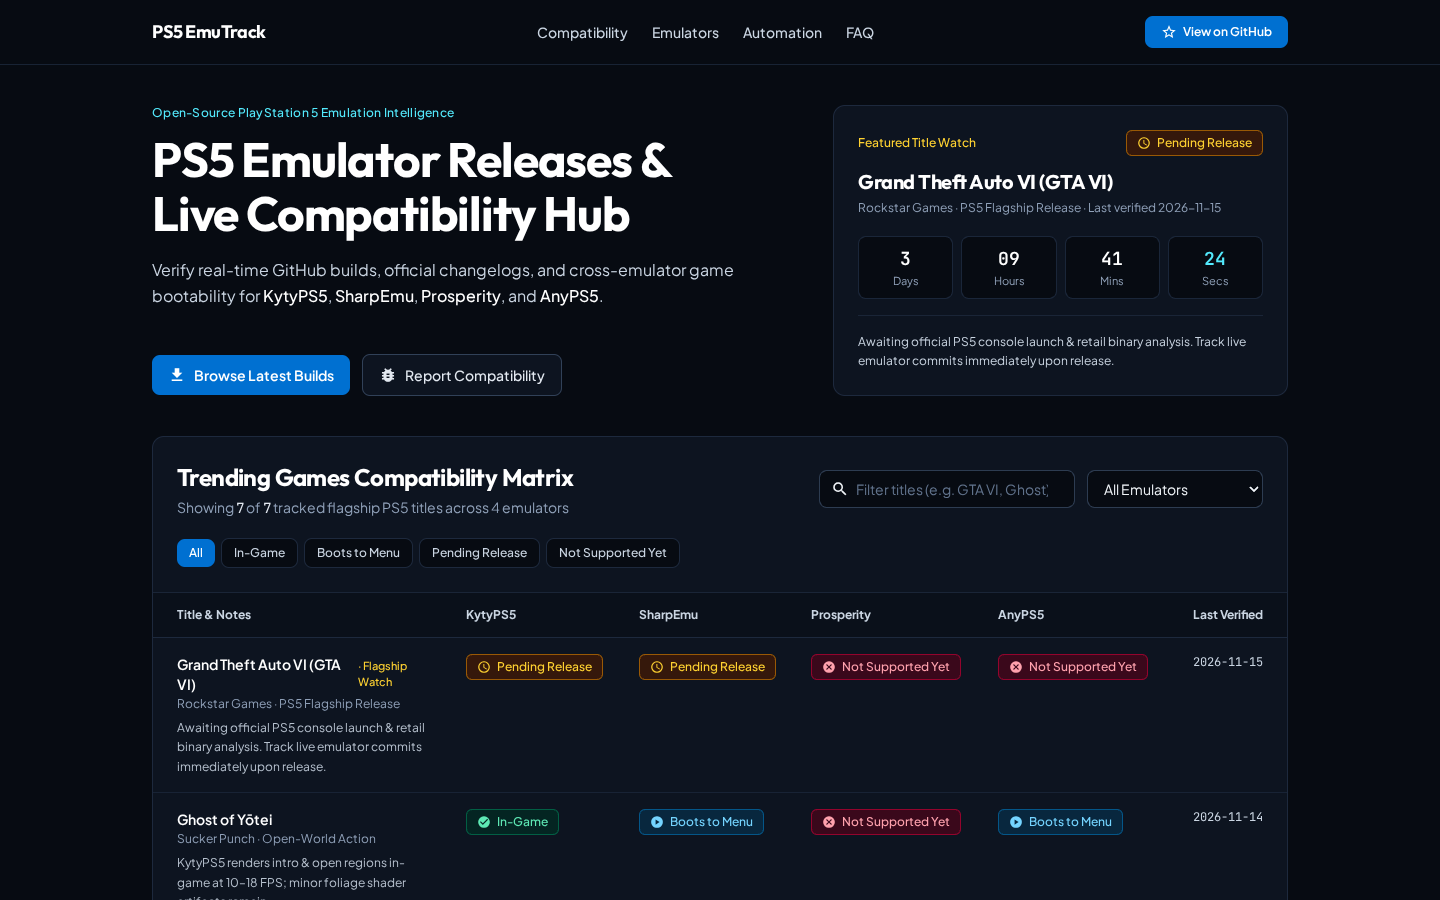 PS5 EmuTrack
Compatibility
Emulators
Automation
FAQ
View on GitHub
Open-Source PlayStation 5 Emulation Intelligence
PS5 Emulator Releases &
Live Compatibility Hub
Verify real-time GitHub builds, official changelogs, and cross-emulator game
bootability for KytyPS5, SharpEmu, Prosperity, and AnyPS5.
Browse Latest Builds
Report Compatibility
Featured Title Watch
Pending Release
Grand Theft Auto VI (GTA VI)
Rockstar Games · PS5 Flagship Release · Last verified 2026-11-15
3
Days
09
Hours
41
Mins
24
Secs
Awaiting official PS5 console launch & retail binary analysis. Track live
emulator commits immediately upon release.
Trending Games Compatibility Matrix
Showing 7 of 7 tracked flagship PS5 titles across 4 emulators
Filter titles (e.g. GTA VI, Ghost)
All Emulators
All
In-Game
Boots to Menu
Pending Release
Not Supported Yet
Title & Notes
KytyPS5
SharpEmu
Prosperity
AnyPS5
Last Verified
Grand Theft Auto VI (GTA
VI)
· Flagship
Watch
Rockstar Games · PS5 Flagship Release
Awaiting official PS5 console launch & retail
binary analysis. Track live emulator commits
immediately upon release.
Pending Release
Pending Release
Not Supported Yet
Not Supported Yet
2026-11-15
Ghost of Yōtei
Sucker Punch · Open-World Action
KytyPS5 renders intro & open regions in-
game at 10–18 FPS; minor foliage shader
In-Game
Boots to Menu
Not Supported Yet
Boots to Menu
2026-11-14